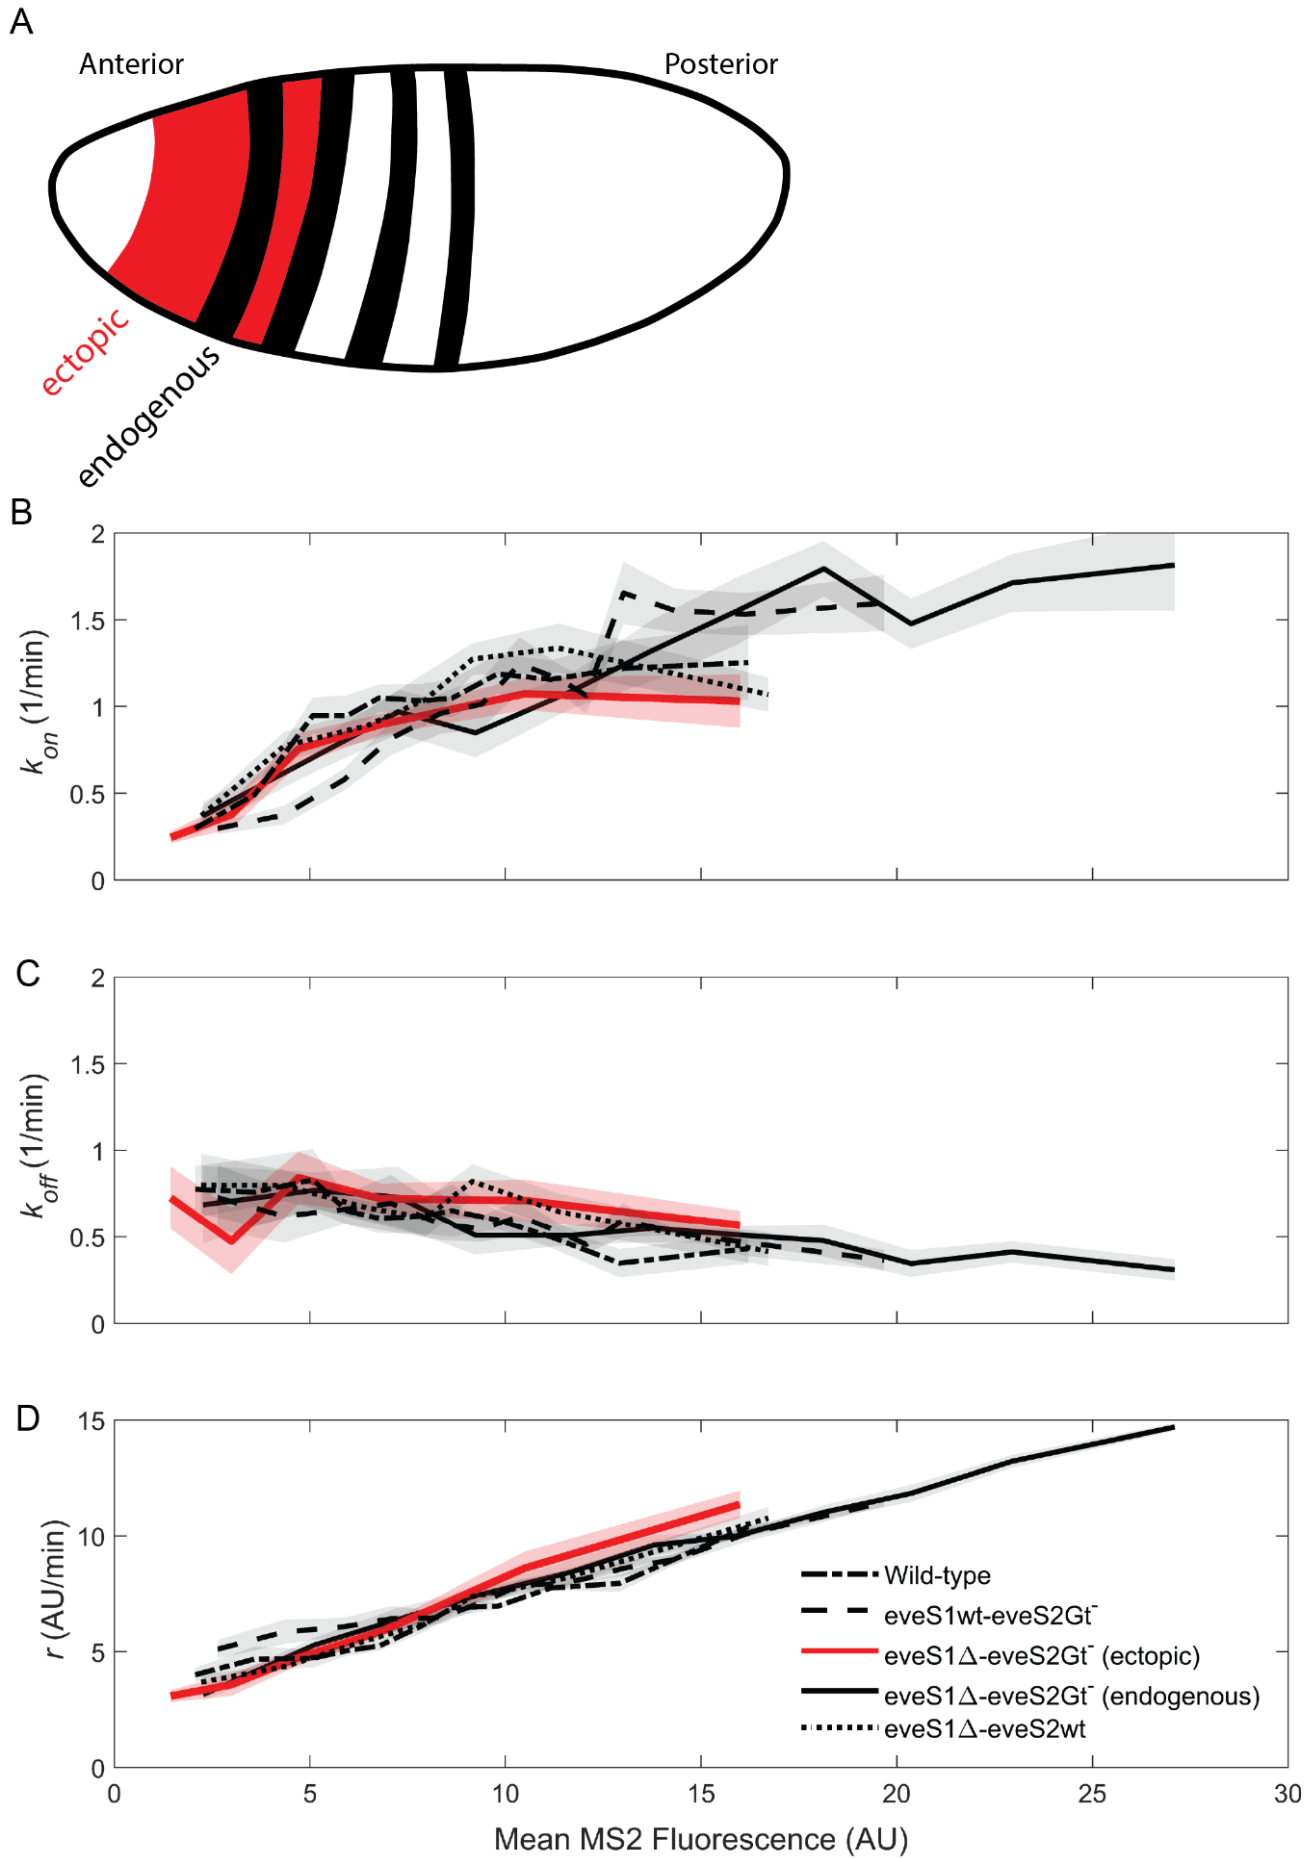 A
Anterior
Posterior
ectopic
endogenous
B
2
1.5
1
0.5
0
k_on (1/min)
C
2
1.5
1
0.5
0
k_off (1/min)
D
15
10
5
0
r (AU/min)
Wild-type
eveS1wt-eveS2Gt⁻
eveS1Δ-eveS2Gt⁻ (ectopic)
eveS1Δ-eveS2Gt⁻ (endogenous)
eveS1Δ-eveS2wt
0 5 10 15 20 25 30
Mean MS2 Fluorescence (AU)